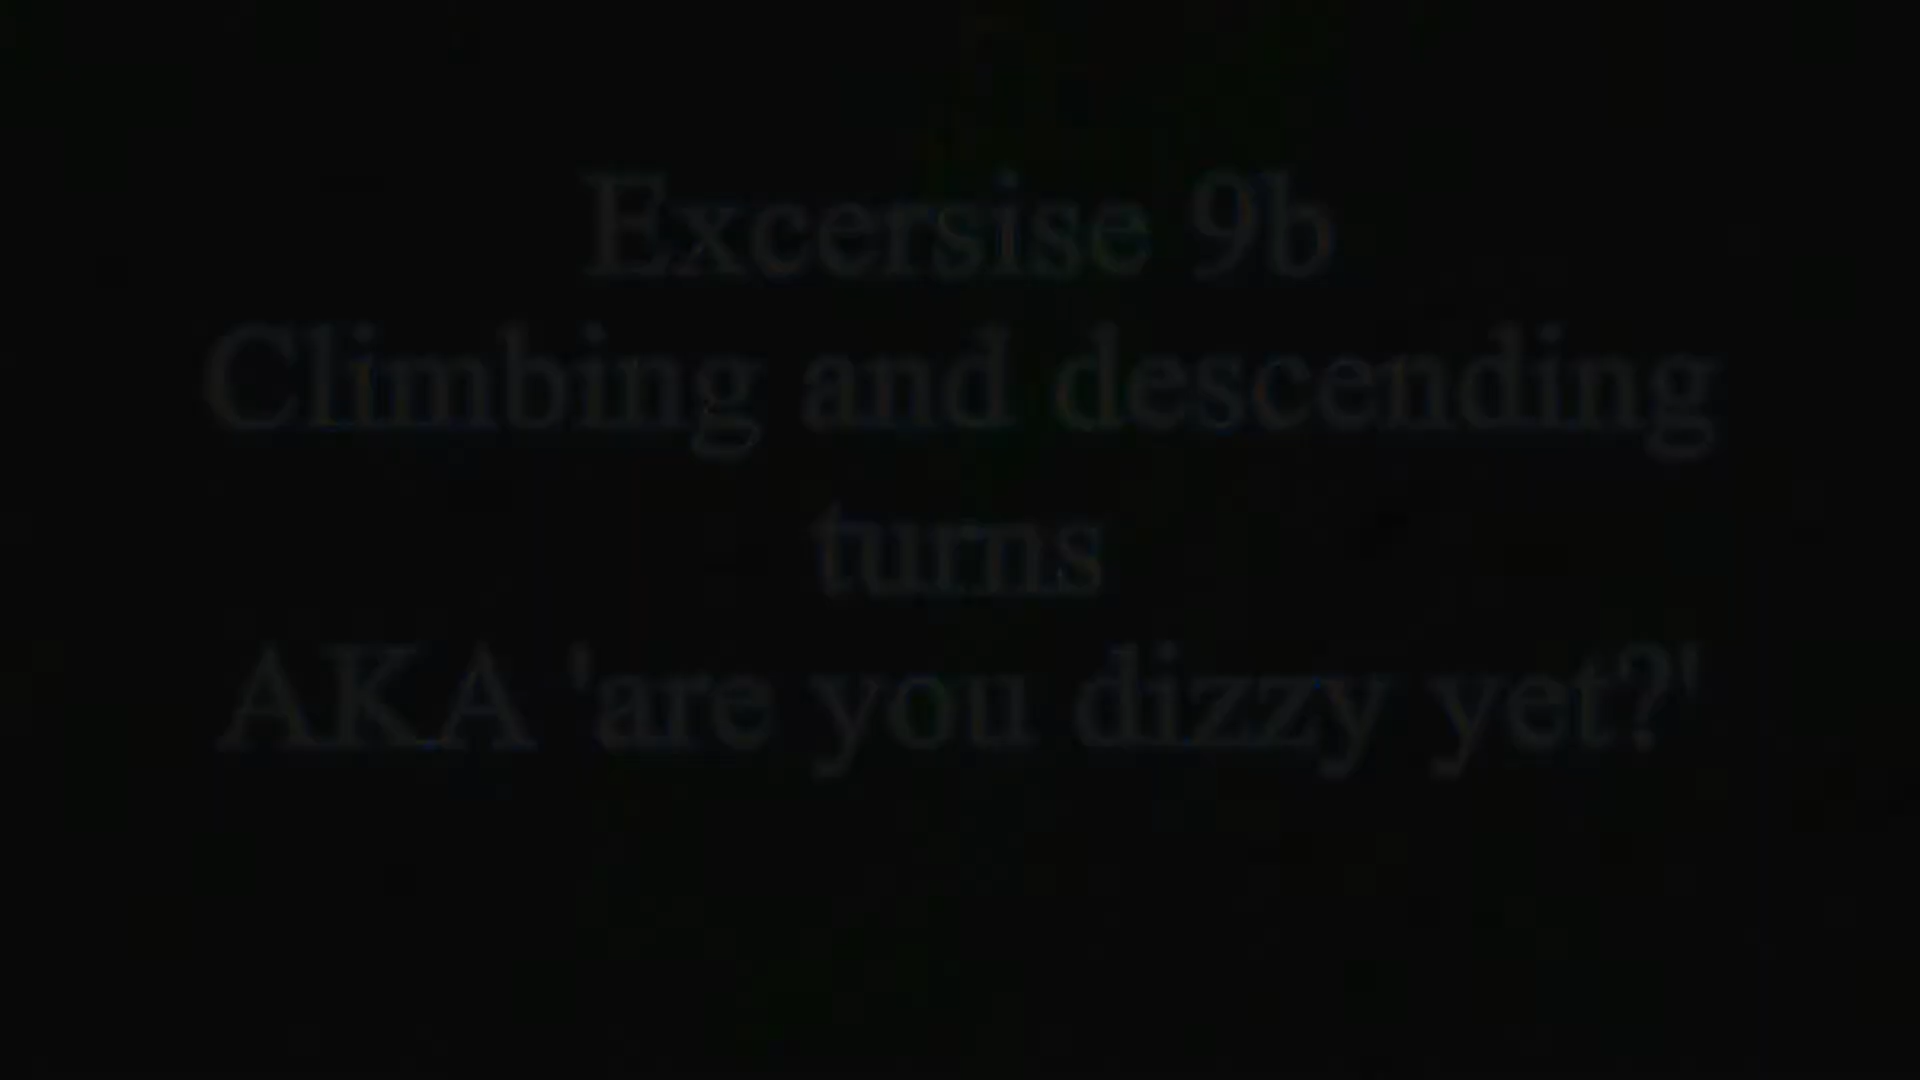 Excersise 9b
Climbing and descending
turns
AKA 'are you dizzy yet?'